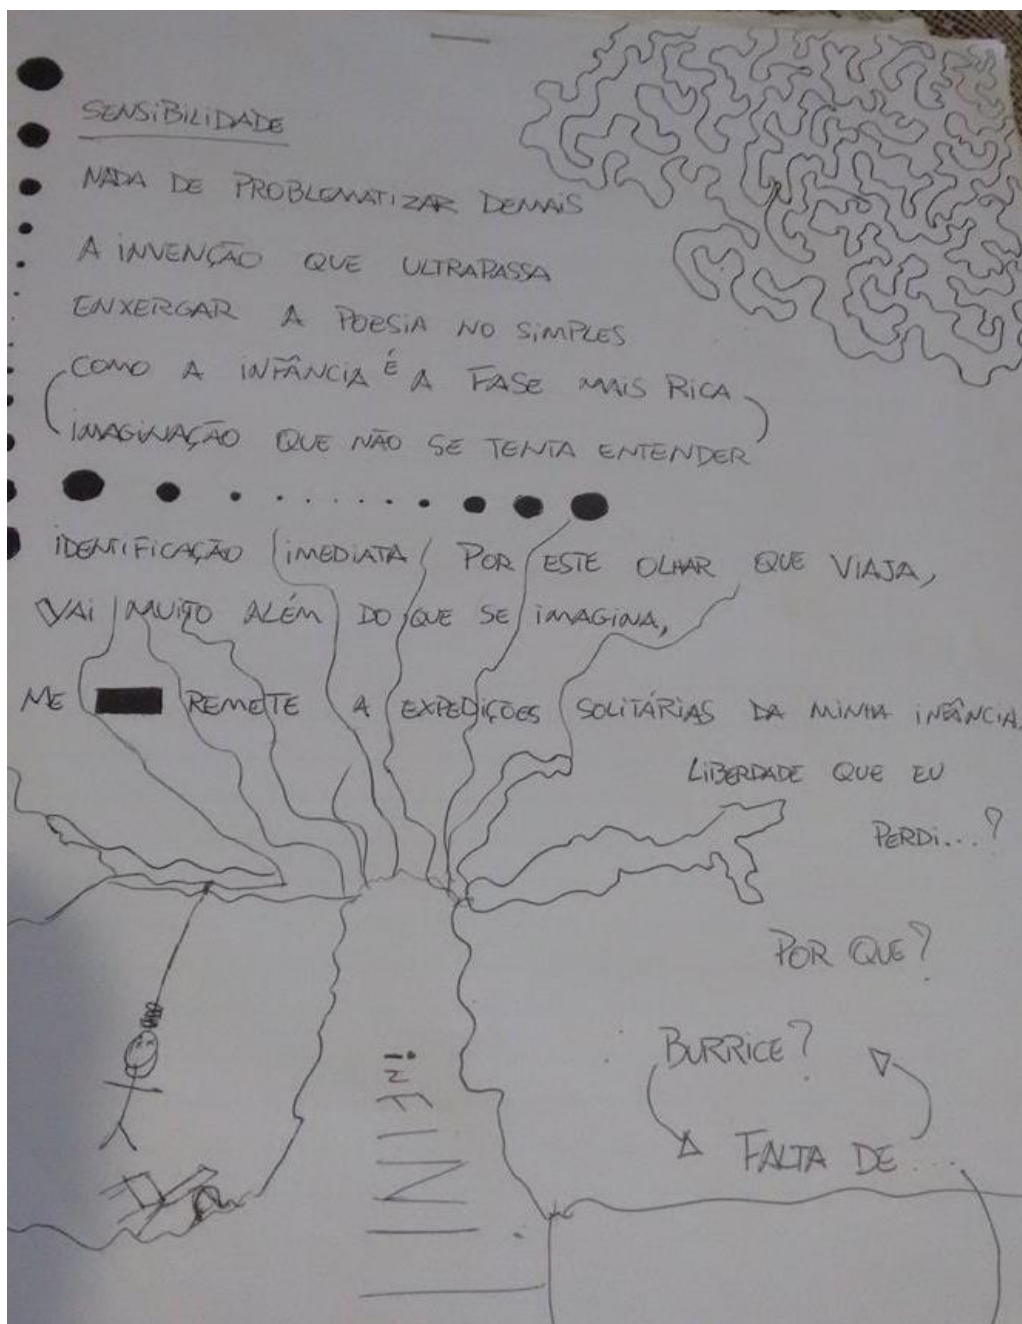 SENSIBILIDADE
NADA DE PROBLEMATIZAR DEMAIS
A INVENÇÃO QUE ULTRAPASSA
ENXERGAR A POESIA NO SIMPLES
COMO A INFÂNCIA É A FASE MAIS RICA
IMAGINAÇÃO QUE NÃO SE TENTA ENTENDER
IDENTIFICAÇÃO IMEDIATA POR ESTE OLHAR QUE VIAJA,
VAI MUITO ALÉM DO QUE SE IMAGINA,
ME REMETE A EXPEDIÇÕES SOLITÁRIAS DA MINHA INFÂNCIA.
LIBERDADE QUE EU
PERDI...?
POR QUE?
BURRICE?
FALTA DE...
INFINI